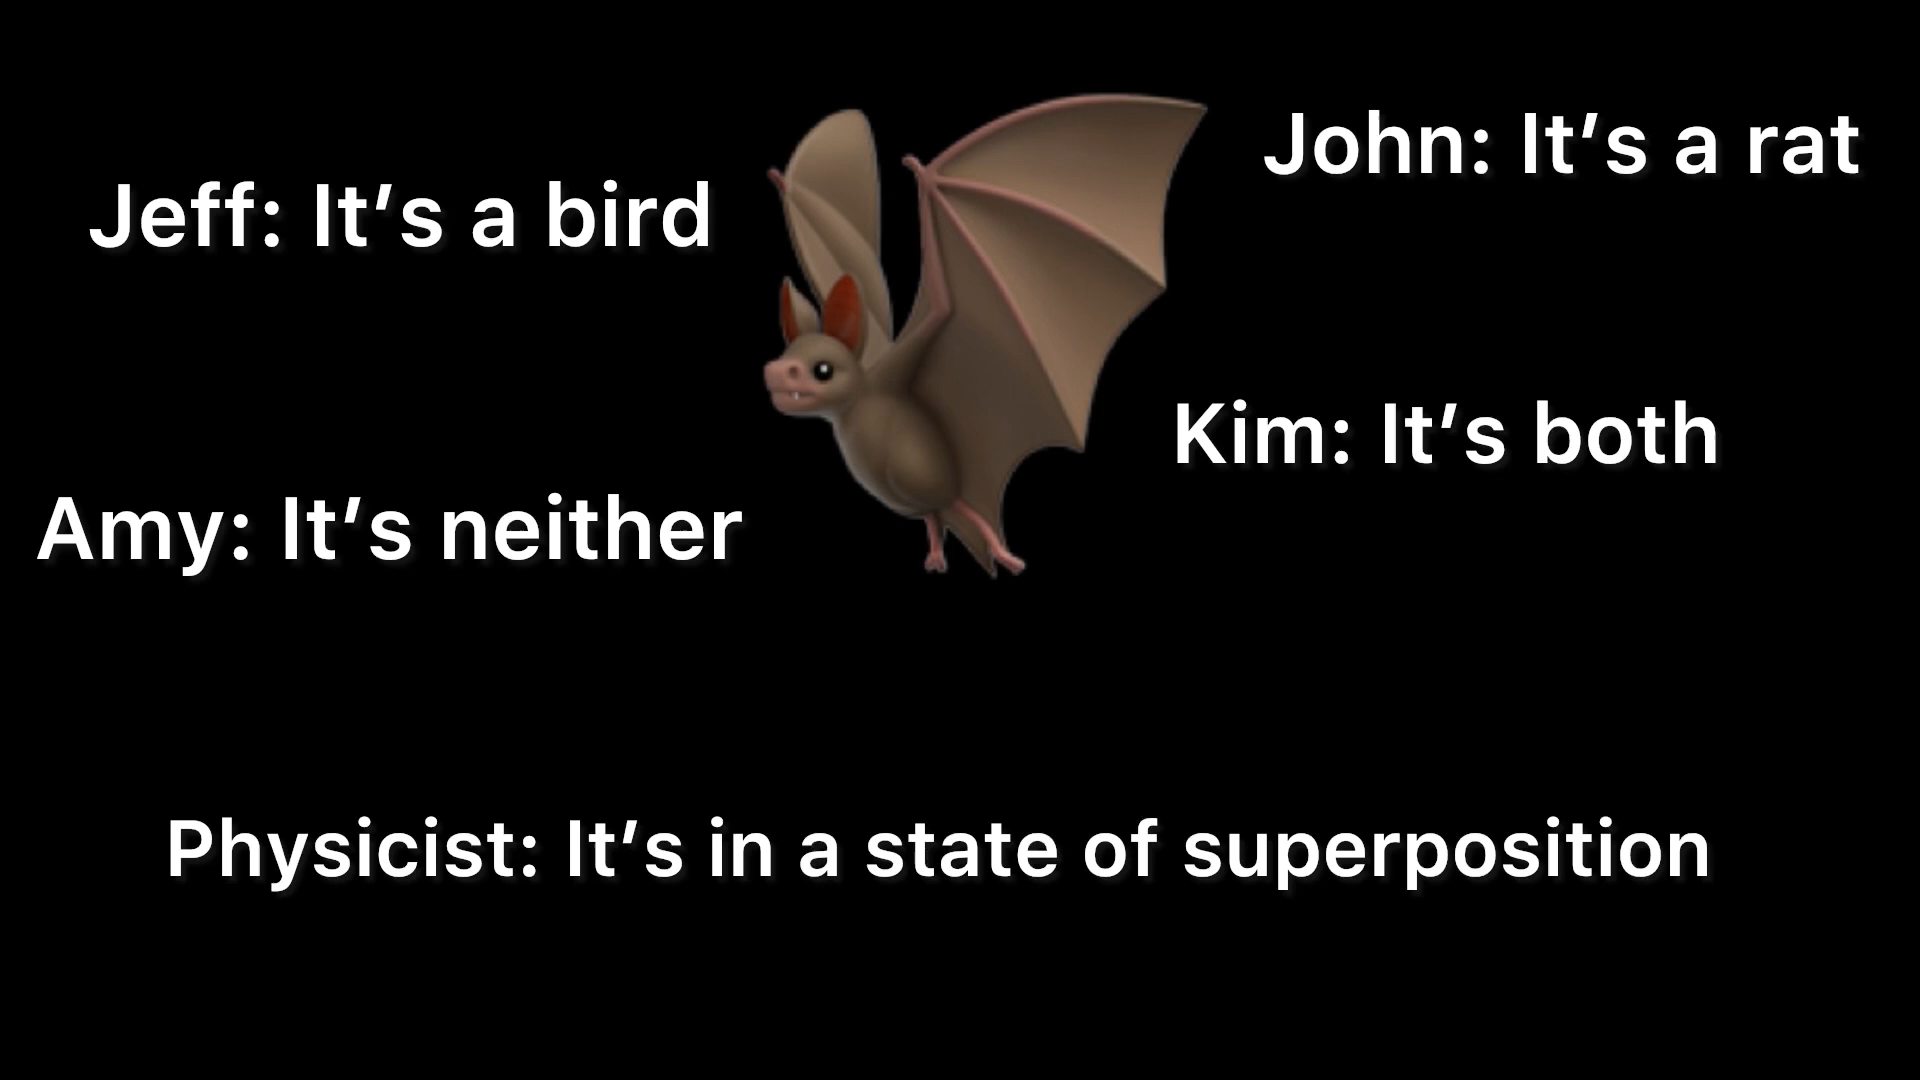 John: It’s a rat
Jeff: It’s a bird
Kim: It’s both
Amy: It’s neither
Physicist: It’s in a state of superposition